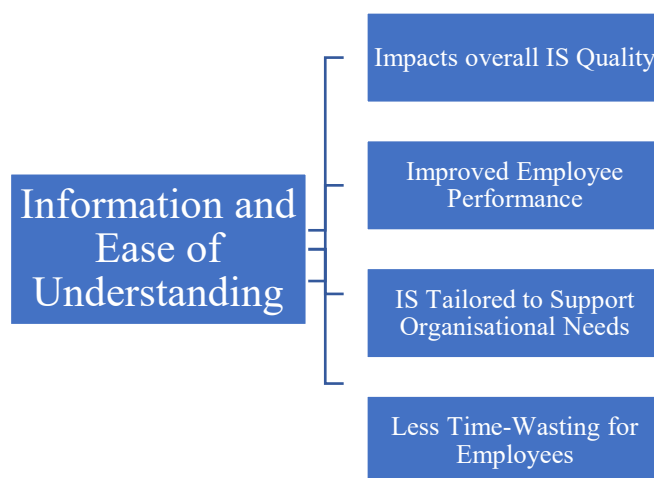 Impacts overall IS Quality
Improved Employee
Performance
Information and
Ease of
Understanding
IS Tailored to Support
Organisational Needs
Less Time-Wasting for
Employees